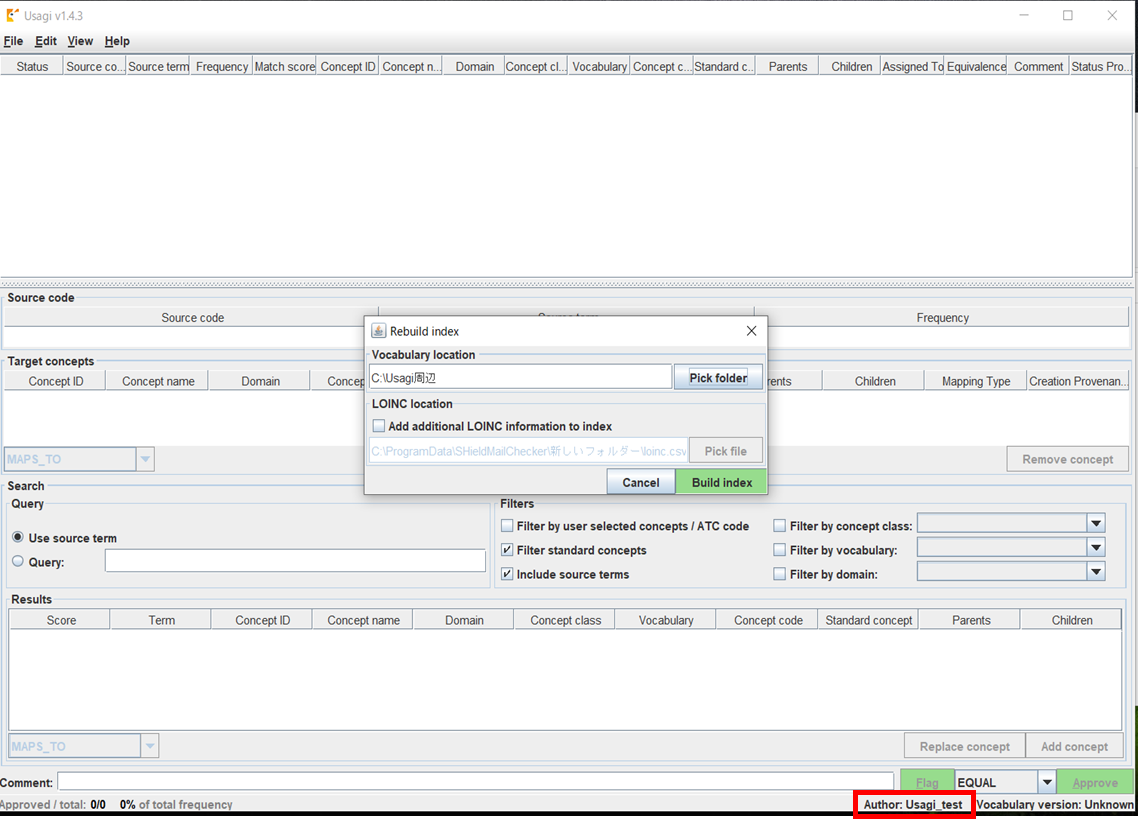 Usagi v1.4.3
File Edit View Help
Status Source co... Source term Frequency Match score Concept ID Concept n... Domain Concept cl... Vocabulary Concept c... Standard c... Parents Children Assigned To Equivalence Comment Status Pro...
Source code
Source code Frequency
Rebuild index
Vocabulary location
C:\Usagi周辺 Pick folder
LOINC location
Add additional LOINC information to index
C:\ProgramData\SHieldMailChecker\新しいフォルダー\loinc.csv Pick file
Cancel Build index
Target concepts
Concept ID Concept name Domain Children Mapping Type Creation Provenan...
MAPS_TO Remove concept
Search
Query
Use source term
Query:
Filters
Filter by user selected concepts / ATC code Filter by concept class:
Filter standard concepts Filter by vocabulary:
Include source terms Filter by domain:
Results
Score Term Concept ID Concept name Domain Concept class Vocabulary Concept code Standard concept Parents Children
MAPS_TO Replace concept Add concept
Comment: Flag EQUAL Approve
Approved / total: 0/0 0% of total frequency Author: Usagi_test Vocabulary version: Unknown